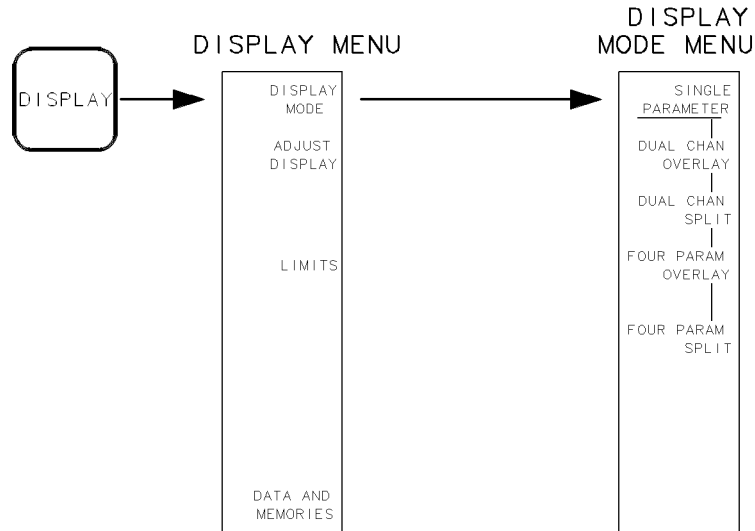 DISPLAY
DISPLAY MENU
DISPLAY
MODE
ADJUST
DISPLAY
LIMITS
DATA AND
MEMORIES
DISPLAY
MODE MENU
SINGLE
PARAMETER
DUAL CHAN
OVERLAY
DUAL CHAN
SPLIT
FOUR PARAM
OVERLAY
FOUR PARAM
SPLIT